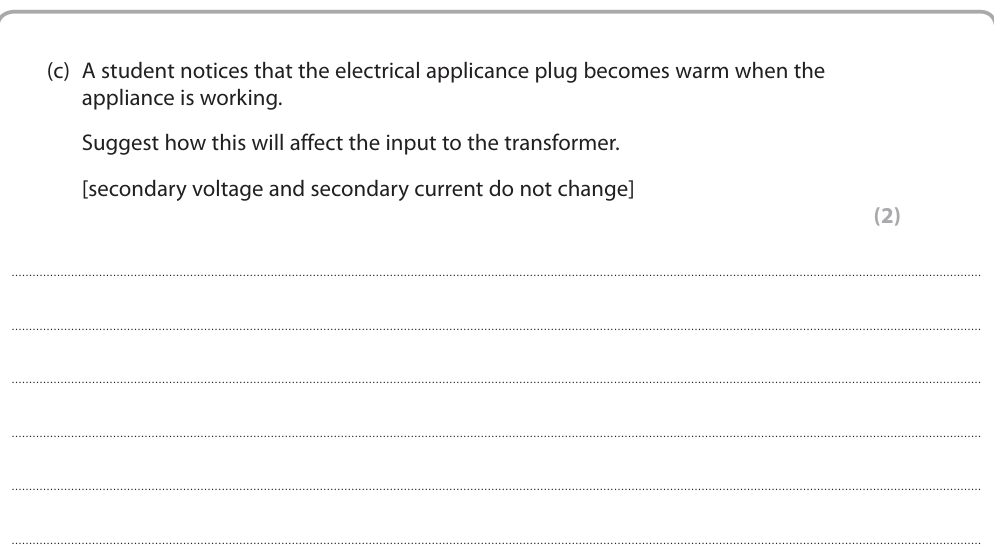 (c) A student notices that the electrical applicance plug becomes warm when the
appliance is working.
Suggest how this will affect the input to the transformer.
[secondary voltage and secondary current do not change]
(2)